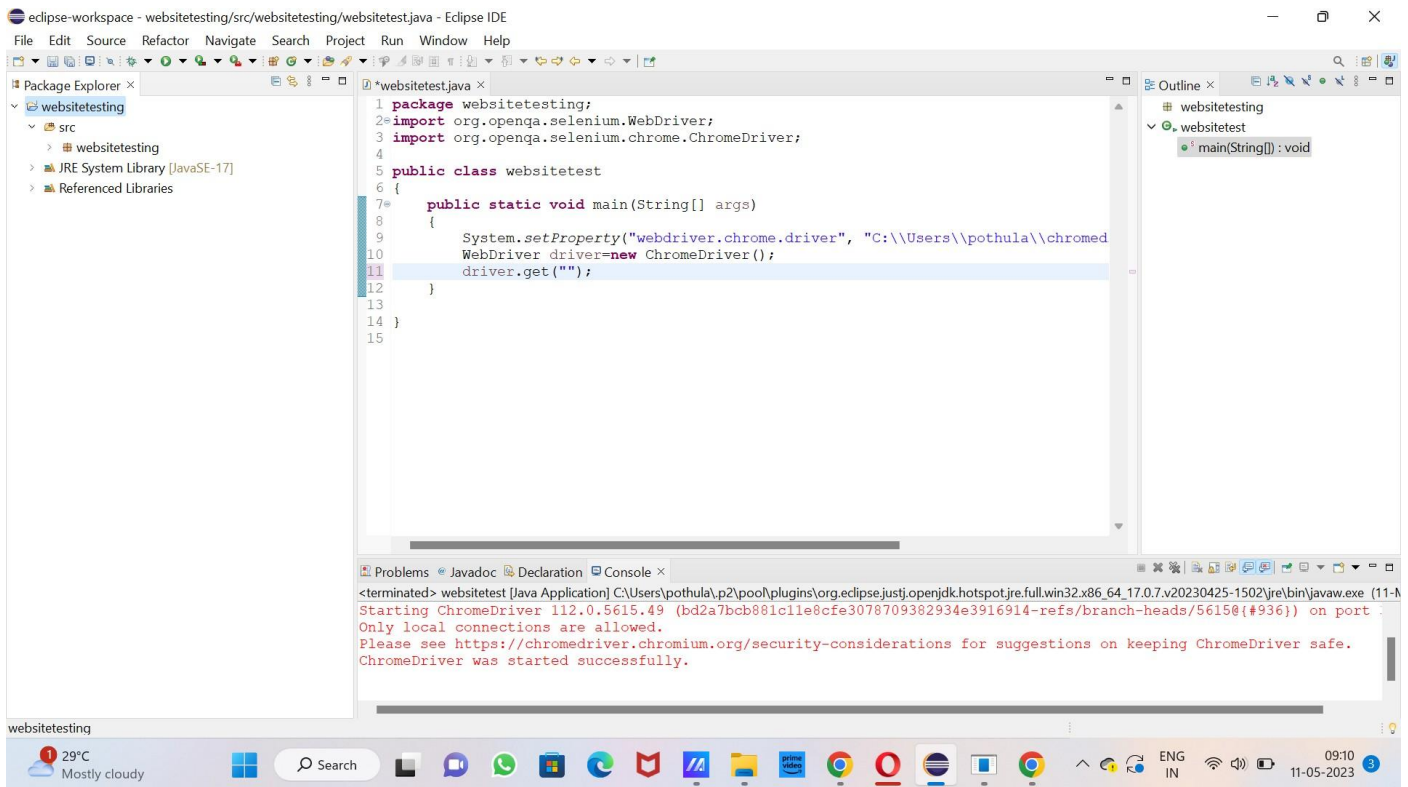 eclipse-workspace - websitetesting/src/websitetesting/websitetest.java - Eclipse IDE
File Edit Source Refactor Navigate Search Project Run Window Help
Package Explorer
websitetesting
src
websitetesting
JRE System Library [JavaSE-17]
Referenced Libraries
*websitetest.java
1 package websitetesting;
2 import org.openqa.selenium.WebDriver;
3 import org.openqa.selenium.chrome.ChromeDriver;
4
5 public class websitetest
6 {
7 public static void main(String[] args)
8 {
9 System.setProperty("webdriver.chrome.driver", "C:\\Users\\pothula\\chromed
10 WebDriver driver=new ChromeDriver();
11 driver.get("");
12 }
13
14 }
15
Outline
websitetesting
websitetest
main(String[]) : void
Problems Javadoc Declaration Console
<terminated> websitetest [Java Application] C:\Users\pothula\.p2\pool\plugins\org.eclipse.justj.openjdk.hotspot.jre.full.win32.x86_64_17.0.7.v20230425-1502\jre\bin\javaw.exe (11-M
Starting ChromeDriver 112.0.5615.49 (bd2a7bcb881c11e8cfe3078709382934e3916914-refs/branch-heads/5615@{#936}) on port
Only local connections are allowed.
Please see https://chromedriver.chromium.org/security-considerations for suggestions on keeping ChromeDriver safe.
ChromeDriver was started successfully.
websitetesting
1
29°C
Mostly cloudy
Search
prime video
ENG
IN
09:10
11-05-2023
3